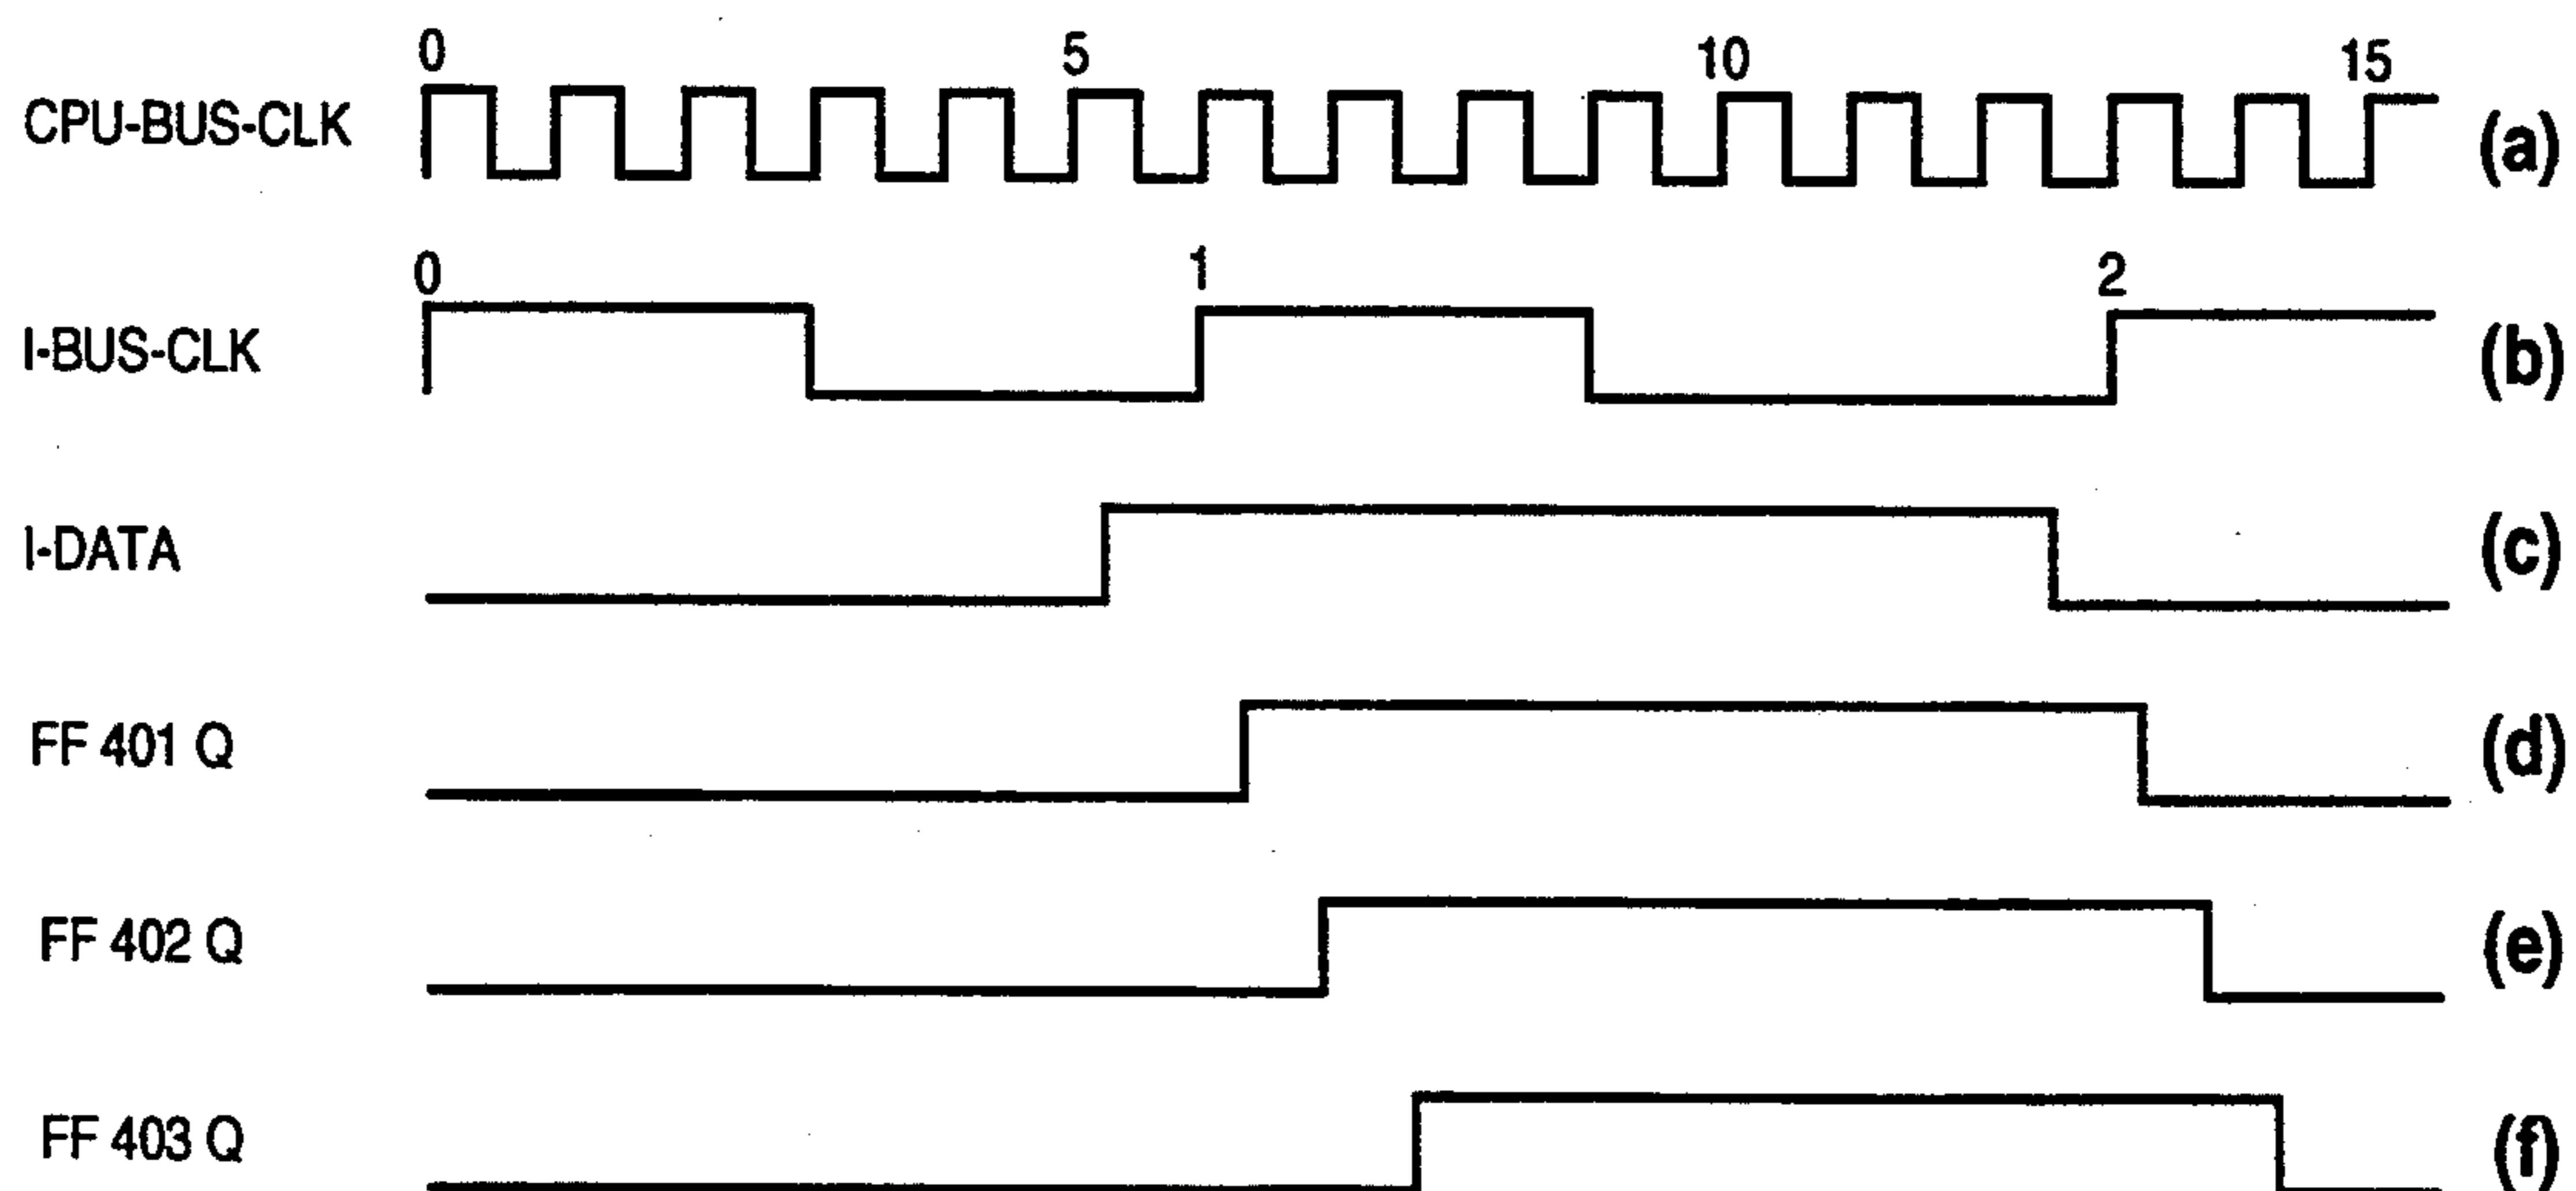 0 5 10 15
CPU-BUS-CLK (a)
0 1 2
I-BUS-CLK (b)
I-DATA (c)
FF 401 Q (d)
FF 402 Q (e)
FF 403 Q (f)